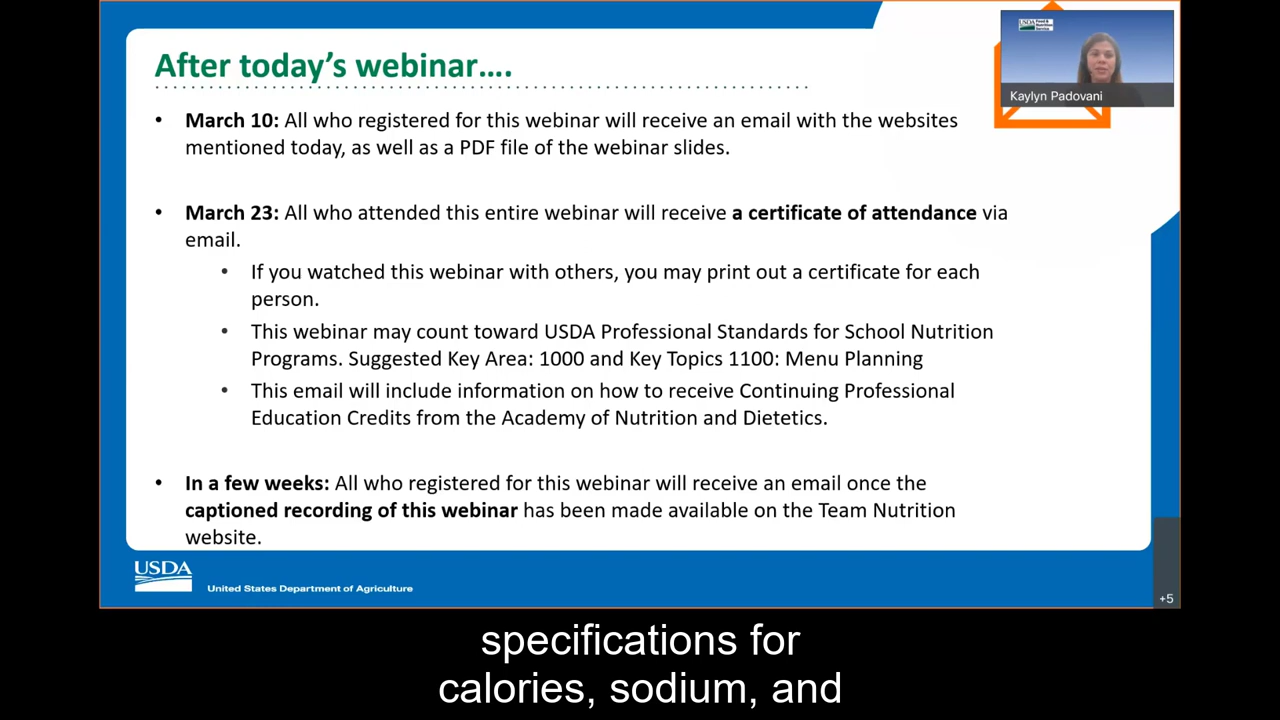 After today's webinar….
USDA Food & Nutrition Service
Kaylyn Padovani
• March 10: All who registered for this webinar will receive an email with the websites
mentioned today, as well as a PDF file of the webinar slides.
• March 23: All who attended this entire webinar will receive a certificate of attendance via
email.
• If you watched this webinar with others, you may print out a certificate for each
person.
• This webinar may count toward USDA Professional Standards for School Nutrition
Programs. Suggested Key Area: 1000 and Key Topics 1100: Menu Planning
• This email will include information on how to receive Continuing Professional
Education Credits from the Academy of Nutrition and Dietetics.
• In a few weeks: All who registered for this webinar will receive an email once the
captioned recording of this webinar has been made available on the Team Nutrition
website.
USDA
United States Department of Agriculture
+5
specifications for
calories, sodium, and